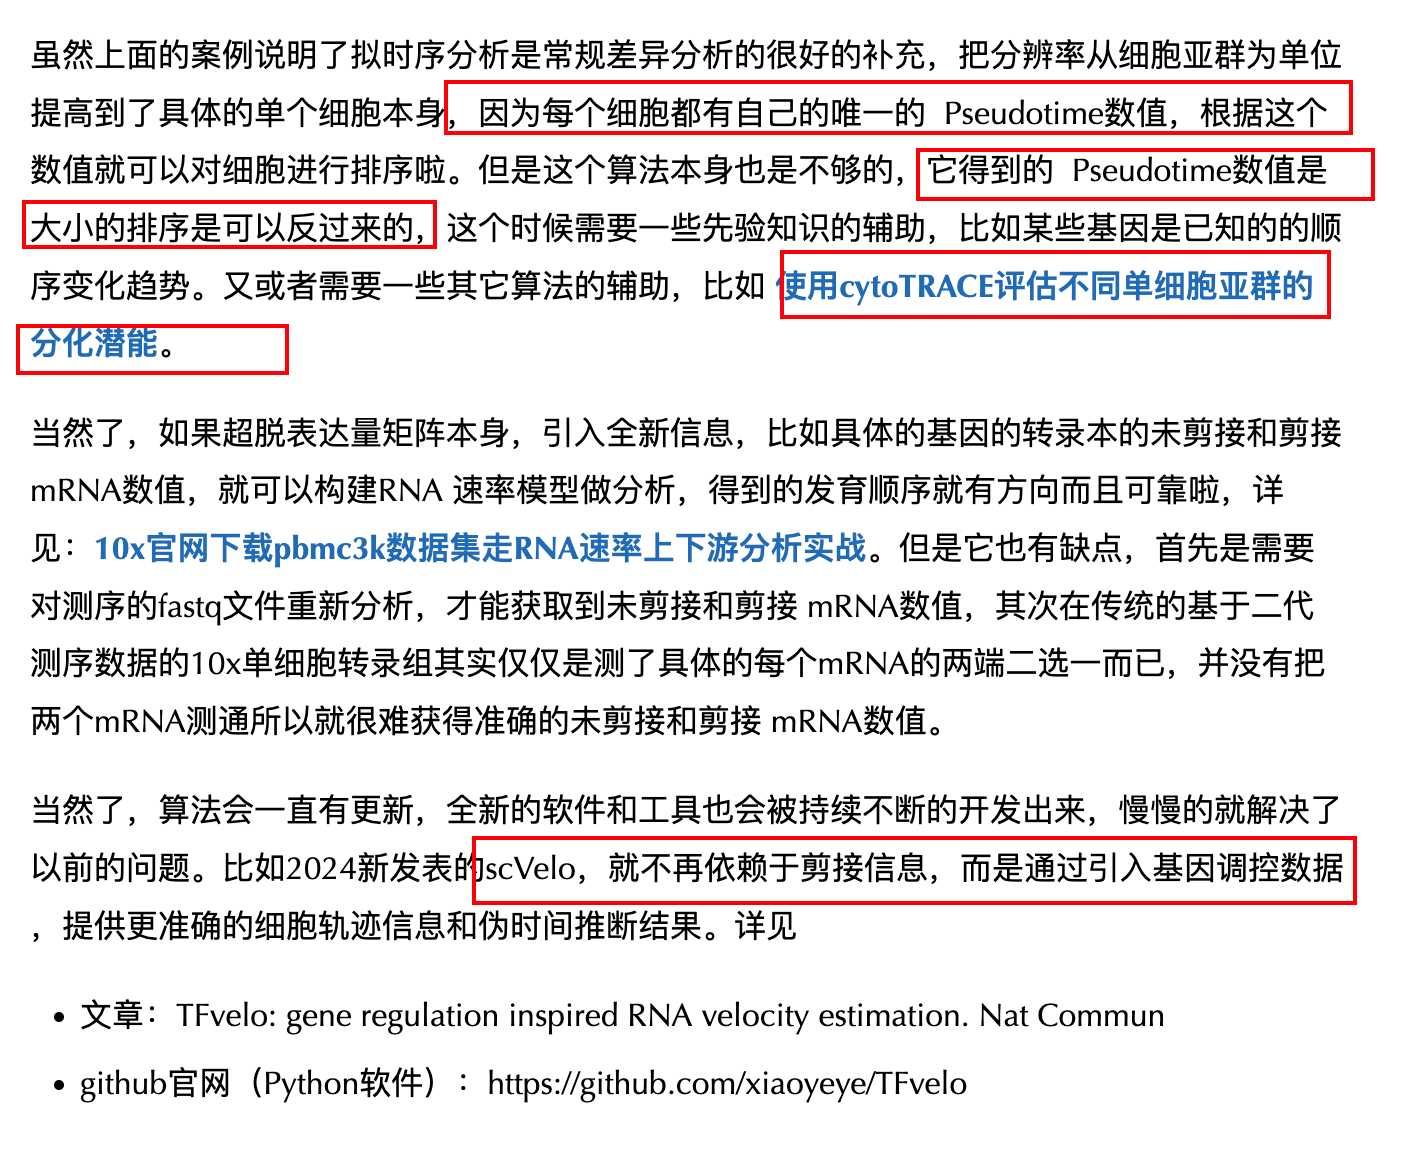 虽然上面的案例说明了拟时序分析是常规差异分析的很好的补充，把分辨率从细胞亚群为单位
提高到了具体的单个细胞本身，因为每个细胞都有自己的唯一的 Pseudotime数值，根据这个
数值就可以对细胞进行排序啦。但是这个算法本身也是不够的，它得到的 Pseudotime数值是
大小的排序是可以反过来的，这个时候需要一些先验知识的辅助，比如某些基因是已知的的顺
序变化趋势。又或者需要一些其它算法的辅助，比如 使用cytoTRACE评估不同单细胞亚群的
分化潜能。
当然了，如果超脱表达量矩阵本身，引入全新信息，比如具体的基因的转录本的未剪接和剪接
mRNA数值，就可以构建RNA 速率模型做分析，得到的发育顺序就有方向而且可靠啦，详
见：10x官网下载pbmc3k数据集走RNA速率上下游分析实战。但是它也有缺点，首先是需要
对测序的fastq文件重新分析，才能获取到未剪接和剪接 mRNA数值，其次在传统的基于二代
测序数据的10x单细胞转录组其实仅仅是测了具体的每个mRNA的两端二选一而已，并没有把
两个mRNA测通所以就很难获得准确的未剪接和剪接 mRNA数值。
当然了，算法会一直有更新，全新的软件和工具也会被持续不断的开发出来，慢慢的就解决了
以前的问题。比如2024新发表的scVelo，就不再依赖于剪接信息，而是通过引入基因调控数据
，提供更准确的细胞轨迹信息和伪时间推断结果。详见
• 文章：TFvelo: gene regulation inspired RNA velocity estimation. Nat Commun
• github官网（Python软件）：https://github.com/xiaoyeye/TFvelo